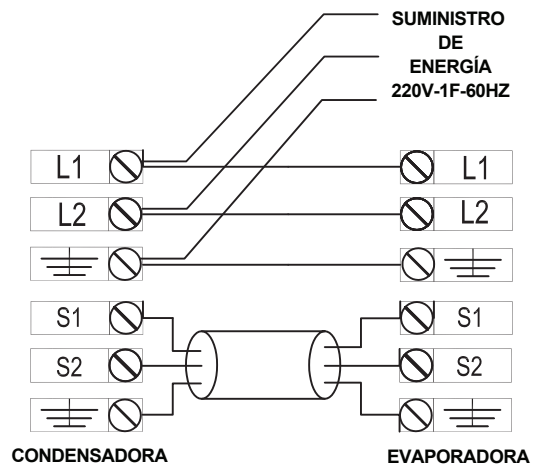 SUMINISTRO
DE
ENERGÍA
220V-1F-60HZ
L1 L1
L2 L2
S1 S1
S2 S2
CONDENSADORA EVAPORADORA